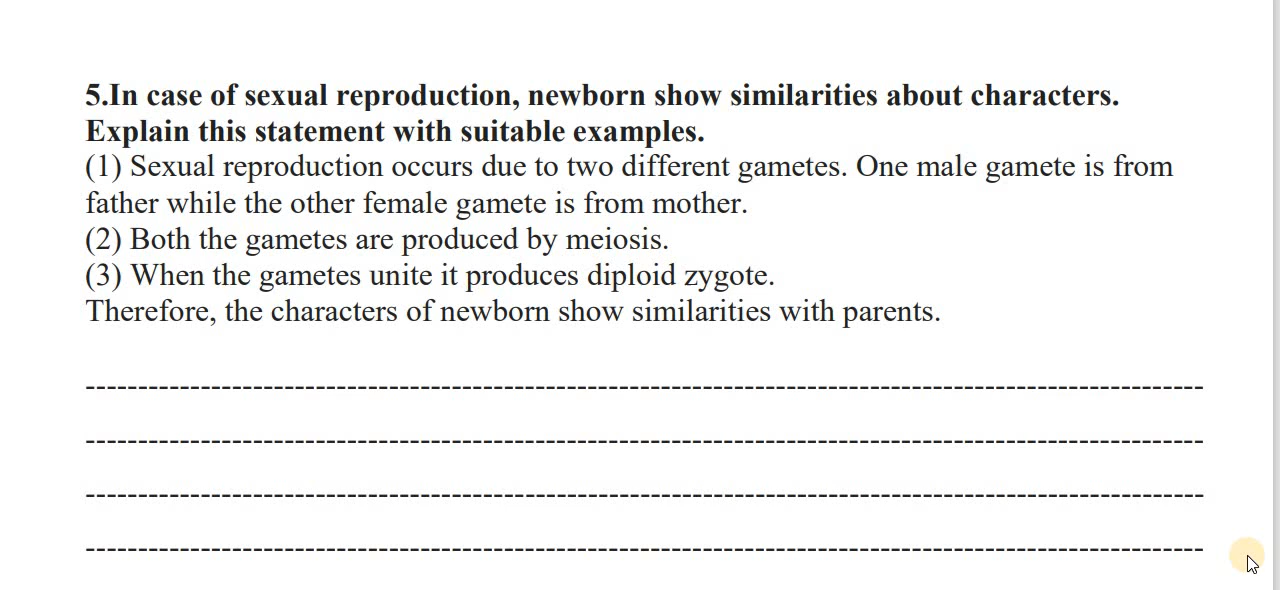 5.In case of sexual reproduction, newborn show similarities about characters.
Explain this statement with suitable examples.
(1) Sexual reproduction occurs due to two different gametes. One male gamete is from
father while the other female gamete is from mother.
(2) Both the gametes are produced by meiosis.
(3) When the gametes unite it produces diploid zygote.
Therefore, the characters of newborn show similarities with parents.